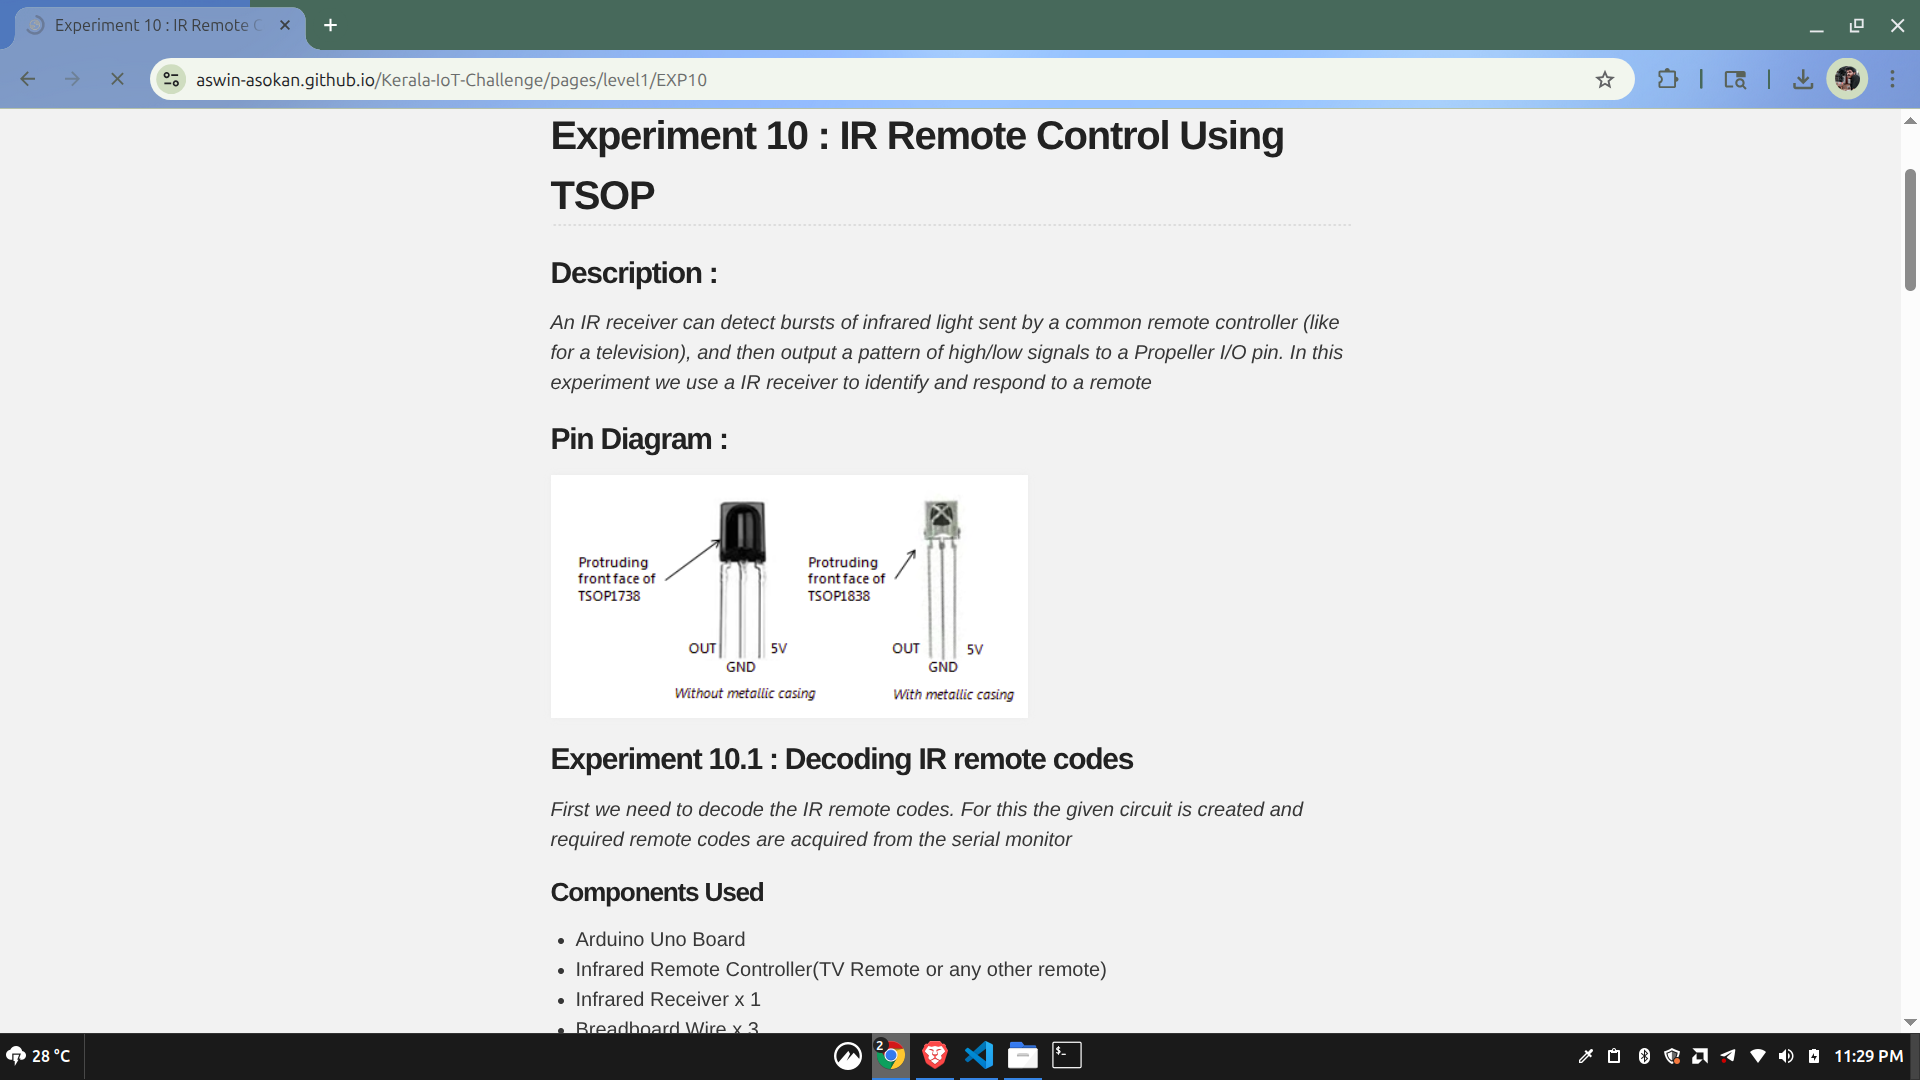 Experiment 10 : IR Remote C
aswin-asokan.github.io/Kerala-IoT-Challenge/pages/level1/EXP10
Experiment 10 : IR Remote Control Using
TSOP
Description :
An IR receiver can detect bursts of infrared light sent by a common remote controller (like
for a television), and then output a pattern of high/low signals to a Propeller I/O pin. In this
experiment we use a IR receiver to identify and respond to a remote
Pin Diagram :
Protruding
front face of
TSOP1738
Protruding
front face of
TSOP1838
OUT 5V
GND
Without metallic casing
OUT 5V
GND
With metallic casing
Experiment 10.1 : Decoding IR remote codes
First we need to decode the IR remote codes. For this the given circuit is created and
required remote codes are acquired from the serial monitor
Components Used
• Arduino Uno Board
• Infrared Remote Controller(TV Remote or any other remote)
• Infrared Receiver x 1
• Breadboard Wire x 3
28 °C
2
$-
11:29 PM